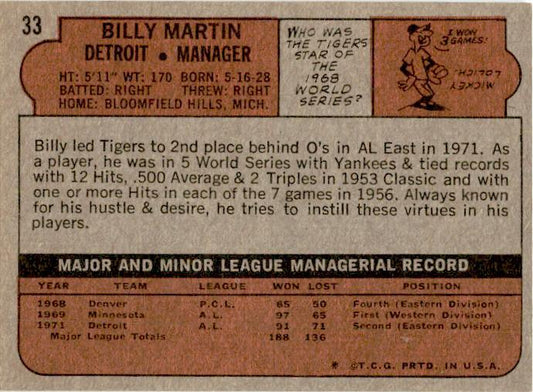 33
BILLY MARTIN
DETROIT • MANAGER
HT: 5'11" WT: 170 BORN: 5-16-28
BATTED: RIGHT THREW: RIGHT
HOME: BLOOMFIELD HILLS, MICH.
WHO WAS
THE TIGERS
STAR OF
THE
1968
WORLD
SERIES?
I WON
3 GAMES!
MICKEY
LOLICH
Billy led Tigers to 2nd place behind O's in AL East in 1971. As
a player, he was in 5 World Series with Yankees & tied records
with 12 Hits, .500 Average & 2 Triples in 1953 Classic and with
one or more Hits in each of the 7 games in 1956. Always known
for his hustle & desire, he tries to instill these virtues in his
players.
MAJOR AND MINOR LEAGUE MANAGERIAL RECORD
YEAR TEAM LEAGUE WON LOST POSITION
1968 Denver P.C.L. 65 50 Fourth (Eastern Division)
1969 Minnesota A.L. 97 65 First (Western Division)
1971 Detroit A.L. 91 71 Second (Eastern Division)
Major League Totals 188 136
* ©T.C.G. PRTD. IN U.S.A.